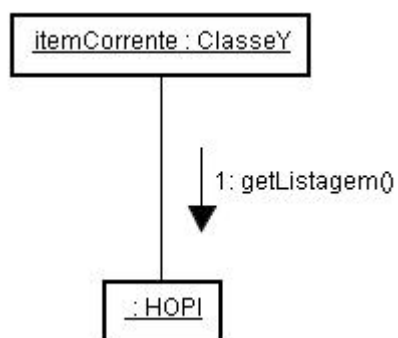 itemCorrente : ClasseY
1: getListagem()
: HOPI